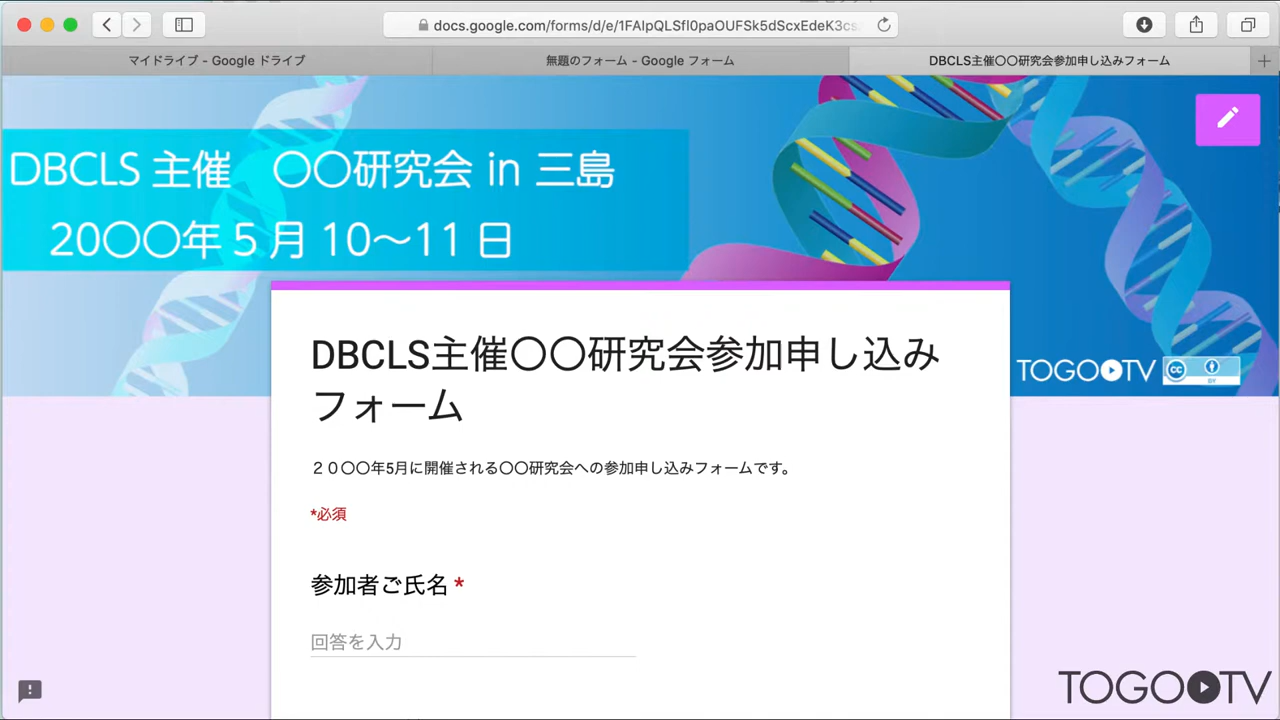 docs.google.com/forms/d/e/1FAIpQLSfI0paOUFSk5dScxEdeK3cs
マイドライブ - Google ドライブ
無題のフォーム - Google フォーム
DBCLS主催〇〇研究会参加申し込みフォーム
DBCLS 主催　〇〇研究会 in 三島
20〇〇年５月 10〜11 日
TOGOTV
CC BY
DBCLS主催〇〇研究会参加申し込み
フォーム
２０〇〇年5月に開催される〇〇研究会への参加申し込みフォームです。
*必須
参加者ご氏名 *
回答を入力
TOGOTV